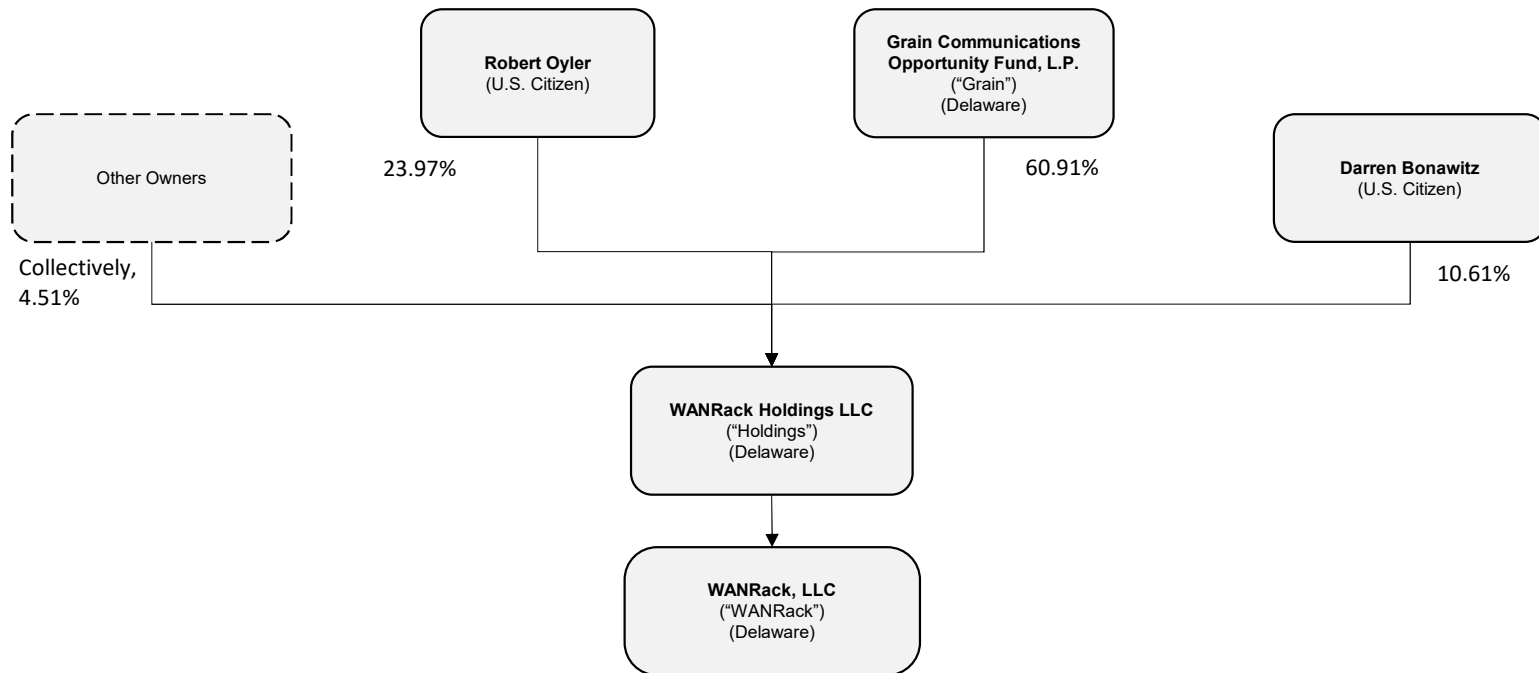 Robert Oyler
(U.S. Citizen)
Grain Communications
Opportunity Fund, L.P.
(“Grain”)
(Delaware)
Other Owners
23.97%
60.91%
Darren Bonawitz
(U.S. Citizen)
Collectively,
4.51%
10.61%
WANRack Holdings LLC
(“Holdings”)
(Delaware)
WANRack, LLC
(“WANRack”)
(Delaware)